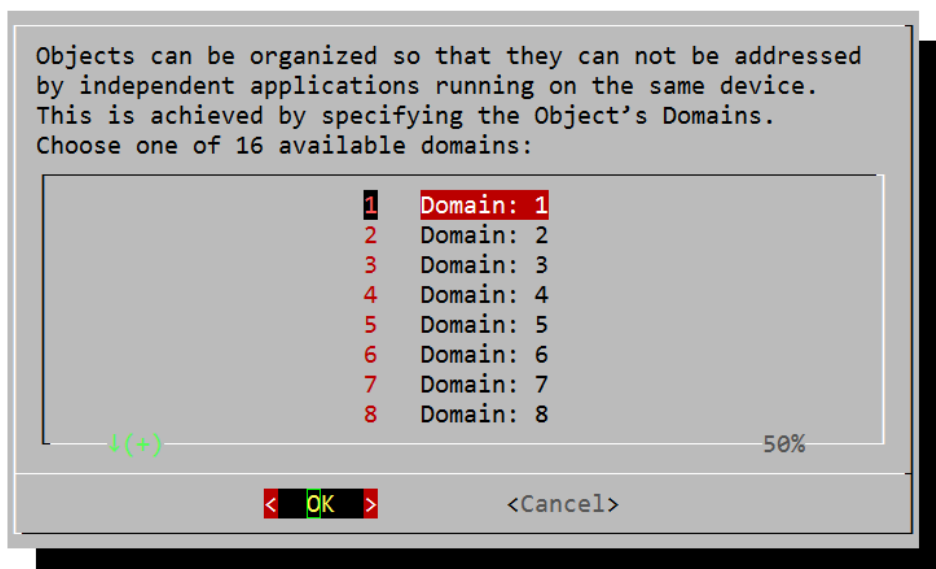 Objects can be organized so that they can not be addressed
by independent applications running on the same device.
This is achieved by specifying the Object’s Domains.
Choose one of 16 available domains:
1 Domain: 1
2 Domain: 2
3 Domain: 3
4 Domain: 4
5 Domain: 5
6 Domain: 6
7 Domain: 7
8 Domain: 8
↓(+) 50%
< OK > <Cancel>